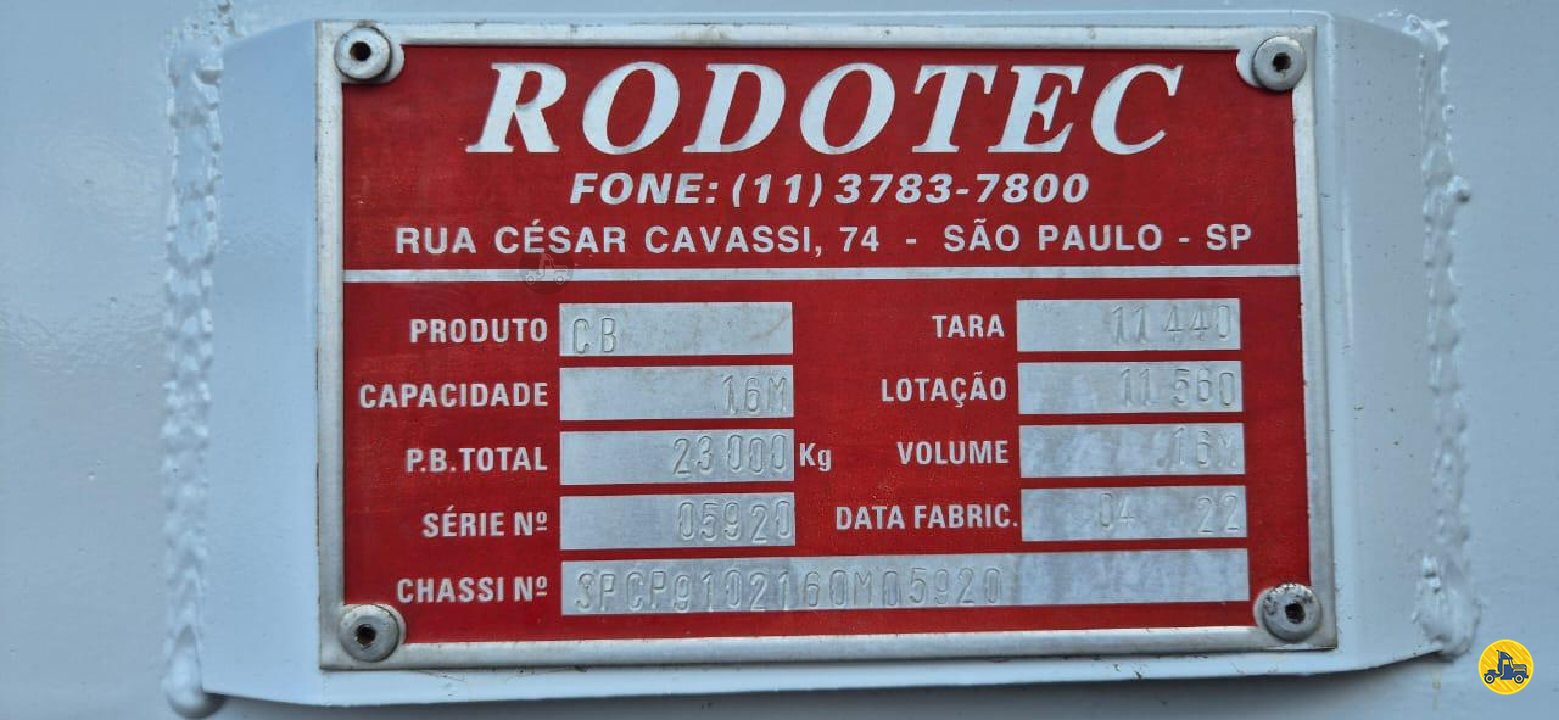 RODOTEC
FONE: (11) 3783-7800
RUA CÉSAR CAVASSI, 74 - SÃO PAULO - SP
PRODUTO CB TARA 11 440
CAPACIDADE 16M LOTAÇÃO 11 560
P.B.TOTAL 23 000 Kg VOLUME 16M
SÉRIE Nº 05920 DATA FABRIC. 04 22
CHASSI Nº SPCP9102160M05920